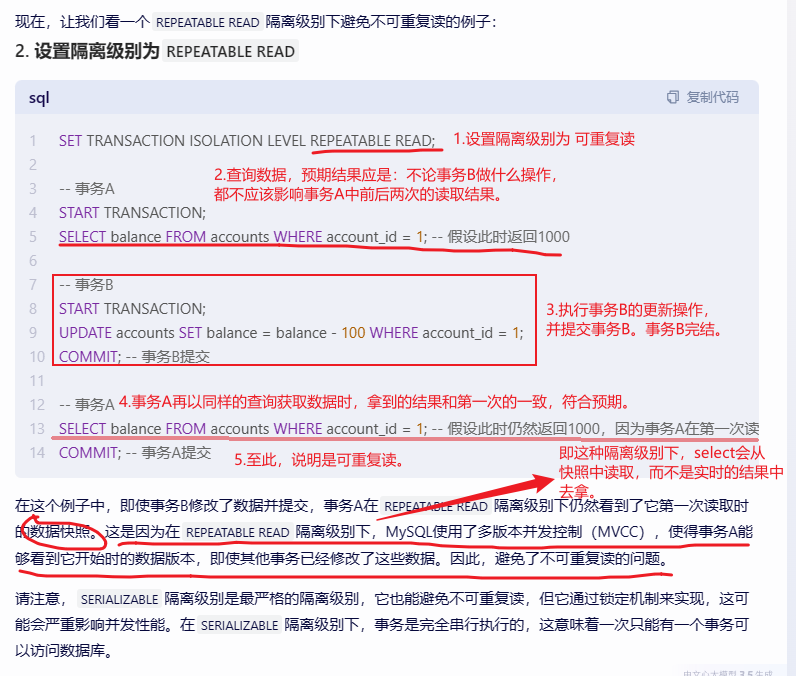 现在，让我们看一个 REPEATABLE READ 隔离级别下避免不可重复读的例子：
2. 设置隔离级别为 REPEATABLE READ
sql
复制代码
1 SET TRANSACTION ISOLATION LEVEL REPEATABLE READ;
1.设置隔离级别为 可重复读
2
2.查询数据，预期结果应是：不论事务B做什么操作，
都不应该影响事务A中前后两次的读取结果。
3 -- 事务A
4 START TRANSACTION;
5 SELECT balance FROM accounts WHERE account_id = 1; -- 假设此时返回1000
6
7 -- 事务B
8 START TRANSACTION;
3.执行事务B的更新操作，
并提交事务B。事务B完结。
9 UPDATE accounts SET balance = balance - 100 WHERE account_id = 1;
10 COMMIT; -- 事务B提交
11
12 -- 事务A
4.事务A再以同样的查询获取数据时，拿到的结果和第一次的一致，符合预期。
13 SELECT balance FROM accounts WHERE account_id = 1; -- 假设此时仍然返回1000，因为事务A在第一次读
14 COMMIT; -- 事务A提交
5.至此，说明是可重复读。
即这种隔离级别下，select会从
快照中读取，而不是实时的结果中
去拿。
在这个例子中，即使事务B修改了数据并提交，事务A在 REPEATABLE READ 隔离级别下仍然看到了它第一次读取时
的数据快照。这是因为在 REPEATABLE READ 隔离级别下，MySQL使用了多版本并发控制（MVCC），使得事务A能
够看到它开始时的数据版本，即使其他事务已经修改了这些数据。因此，避免了不可重复读的问题。
请注意， SERIALIZABLE 隔离级别是最严格的隔离级别，它也能避免不可重复读，但它通过锁定机制来实现，这可
能会严重影响并发性能。在 SERIALIZABLE 隔离级别下，事务是完全串行执行的，这意味着一次只能有一个事务可
以访问数据库。